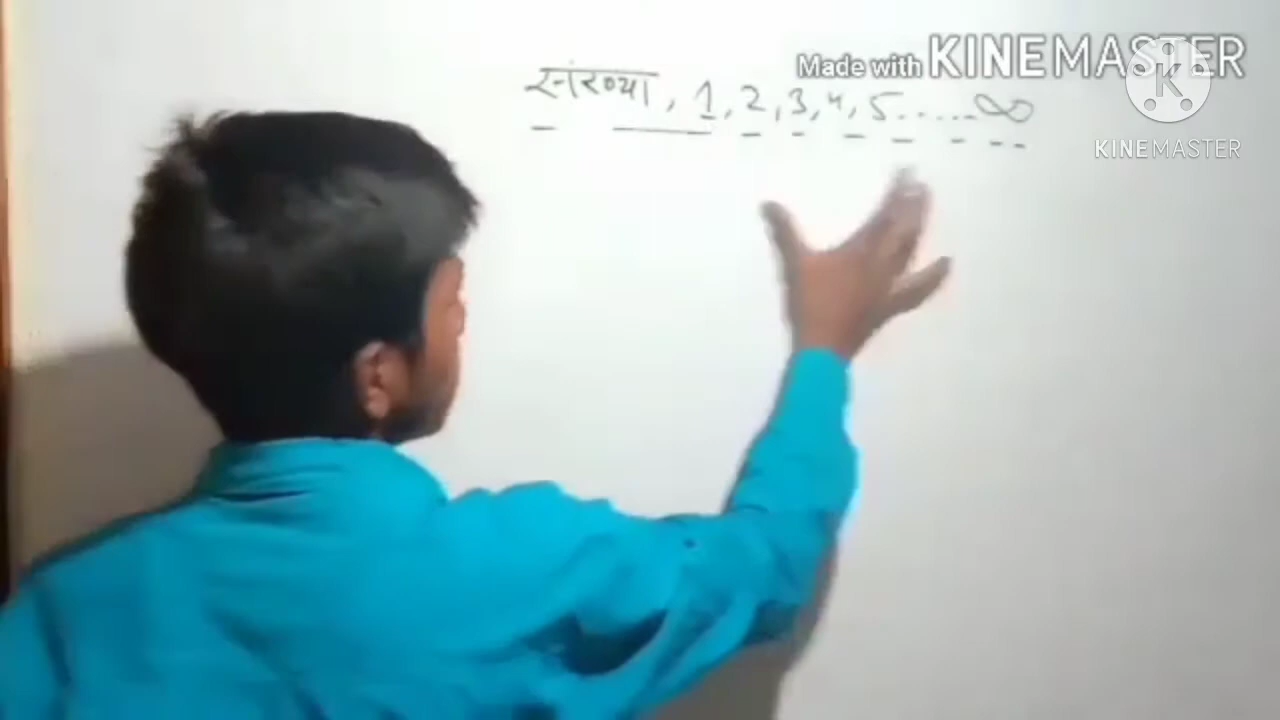 Made with KINEMASTER
संख्या, 1, 2, 3, 4, 5.....∞
K
KINEMASTER